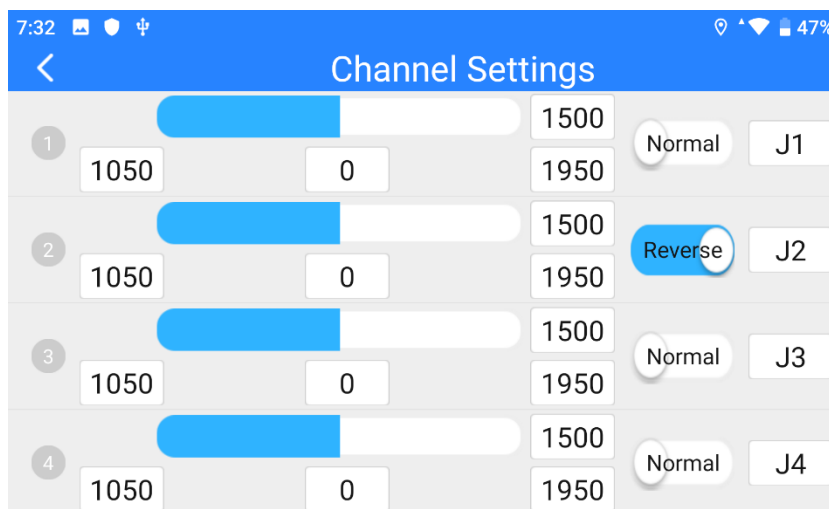 7:32 47%
Channel Settings
1 1500 Normal J1
1050 0 1950
2 1500 Reverse J2
1050 0 1950
3 1500 Normal J3
1050 0 1950
4 1500 Normal J4
1050 0 1950